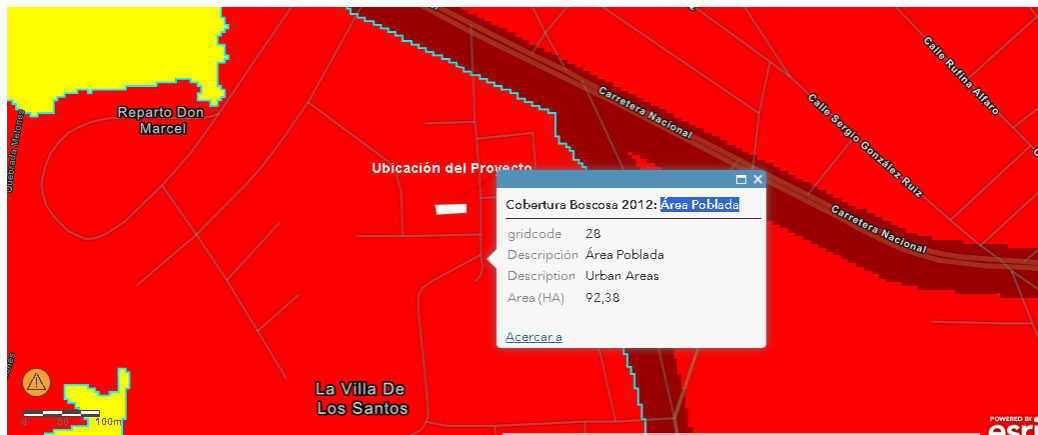 Calle Rufina Alfaro
Carretera Nacional
Calle Sergio González Ruiz
Reparto Don
Marcel
Quebrada Melones
Ubicación del Proyecto
Cobertura Boscosa 2012: Área Poblada
gridcode 28
Descripción Área Poblada
Description Urban Areas
Area (HA) 92,38
Acercar a
Carretera Nacional
La Villa De
Los Santos
0 50 100m
POWERED BY
esri